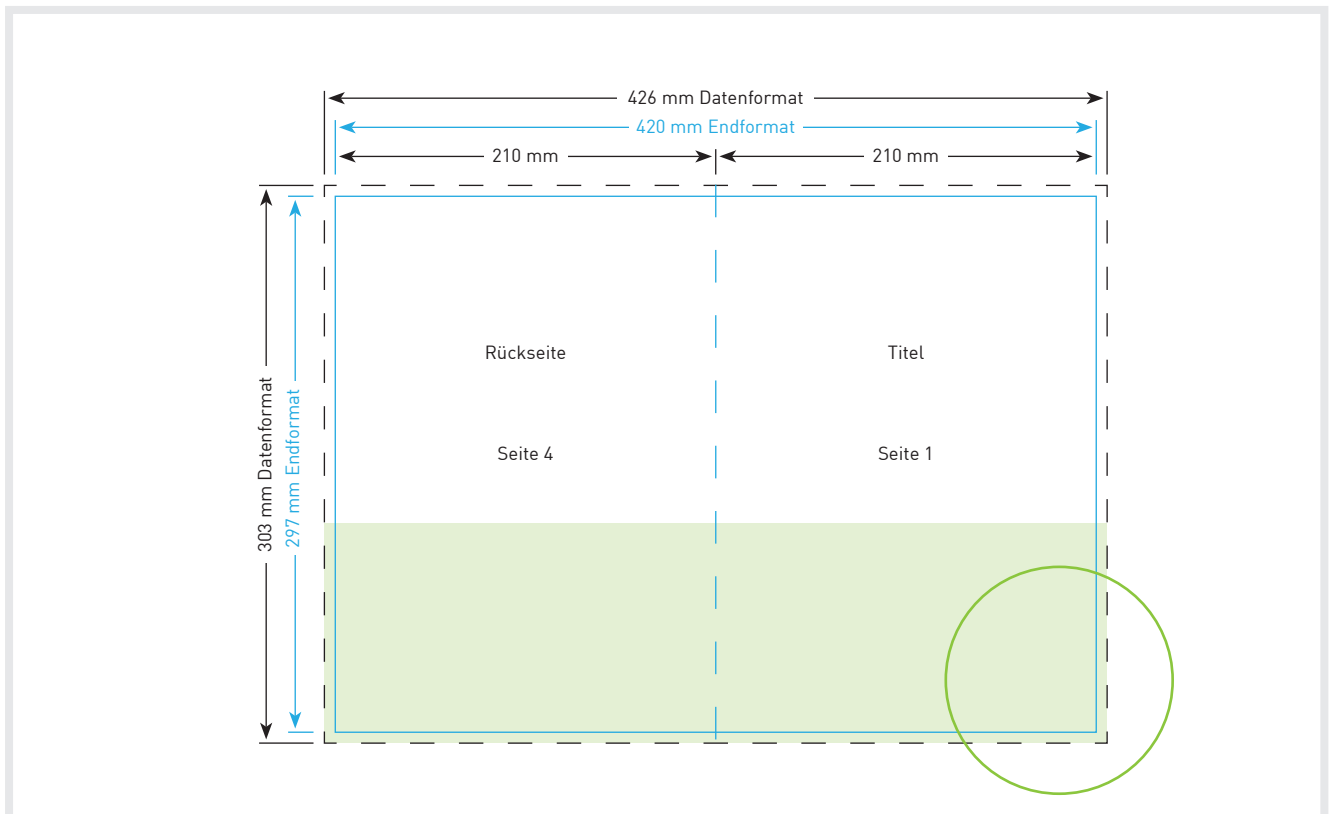 426 mm Datenformat
420 mm Endformat
210 mm
210 mm
303 mm Datenformat
297 mm Endformat
Rückseite
Titel
Seite 4
Seite 1